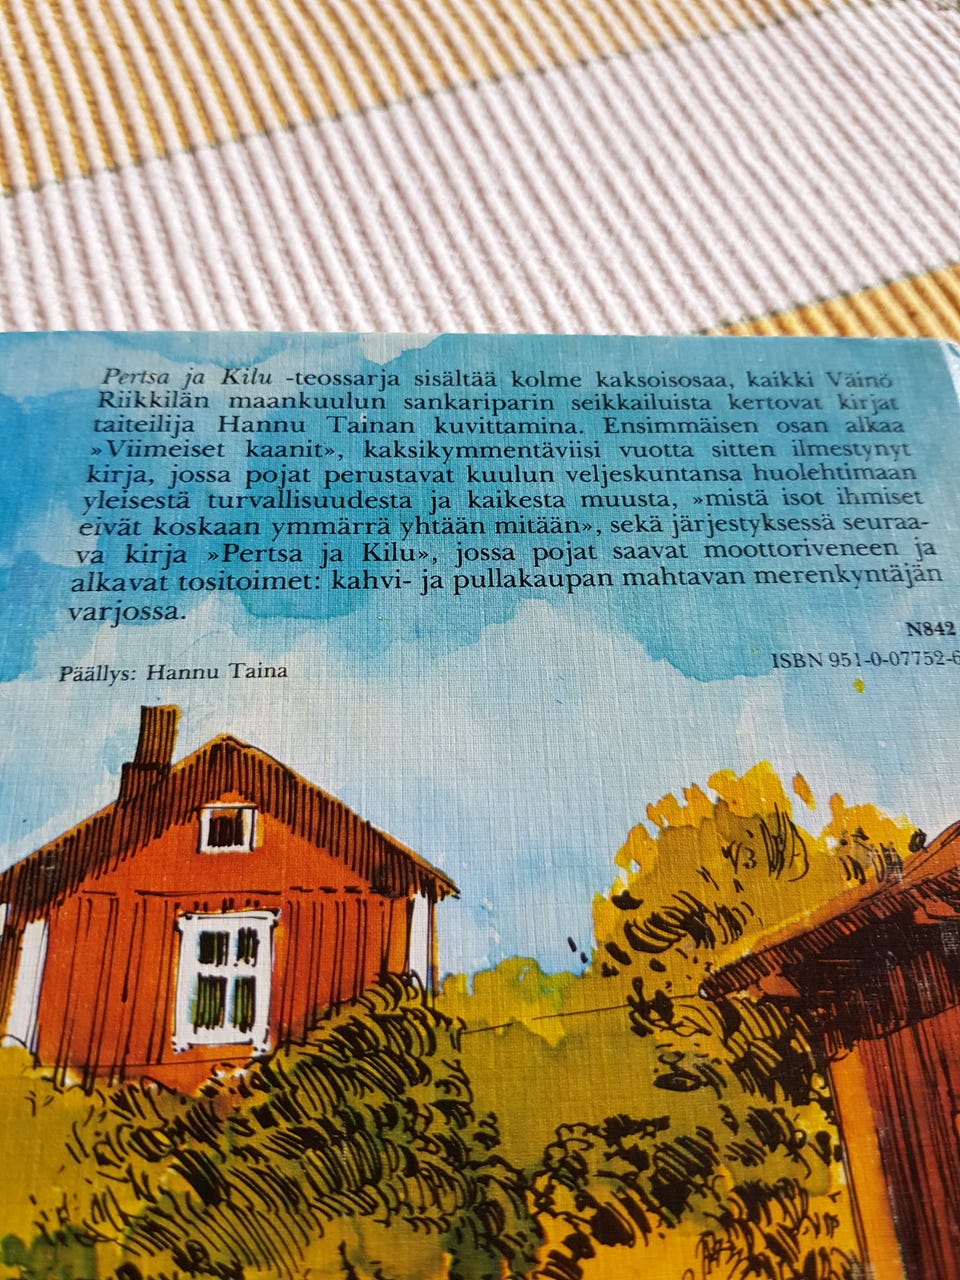 Pertsa ja Kilu -teossarja sisältää kolme kaksoisosaa, kaikki Väinö
Riikkilän maankuulun sankariparin seikkailuista kertovat kirjat
taiteilija Hannu Tainan kuvittamina. Ensimmäisen osan alkaa
»Viimeiset kaanit», kaksikymmentäviisi vuotta sitten ilmestynyt
kirja, jossa pojat perustavat kuulun veljeskuntansa huolehtimaan
yleisestä turvallisuudesta ja kaikesta muusta, »mistä isot ihmiset
eivät koskaan ymmärrä yhtään mitään», sekä järjestyksessä seuraa-
va kirja »Pertsa ja Kilu», jossa pojat saavat moottoriveneen ja
alkavat tositoimet: kahvi- ja pullakaupan mahtavan merenkyntäjän
varjossa.
N842
Päällys: Hannu Taina
ISBN 951-0-07752-6